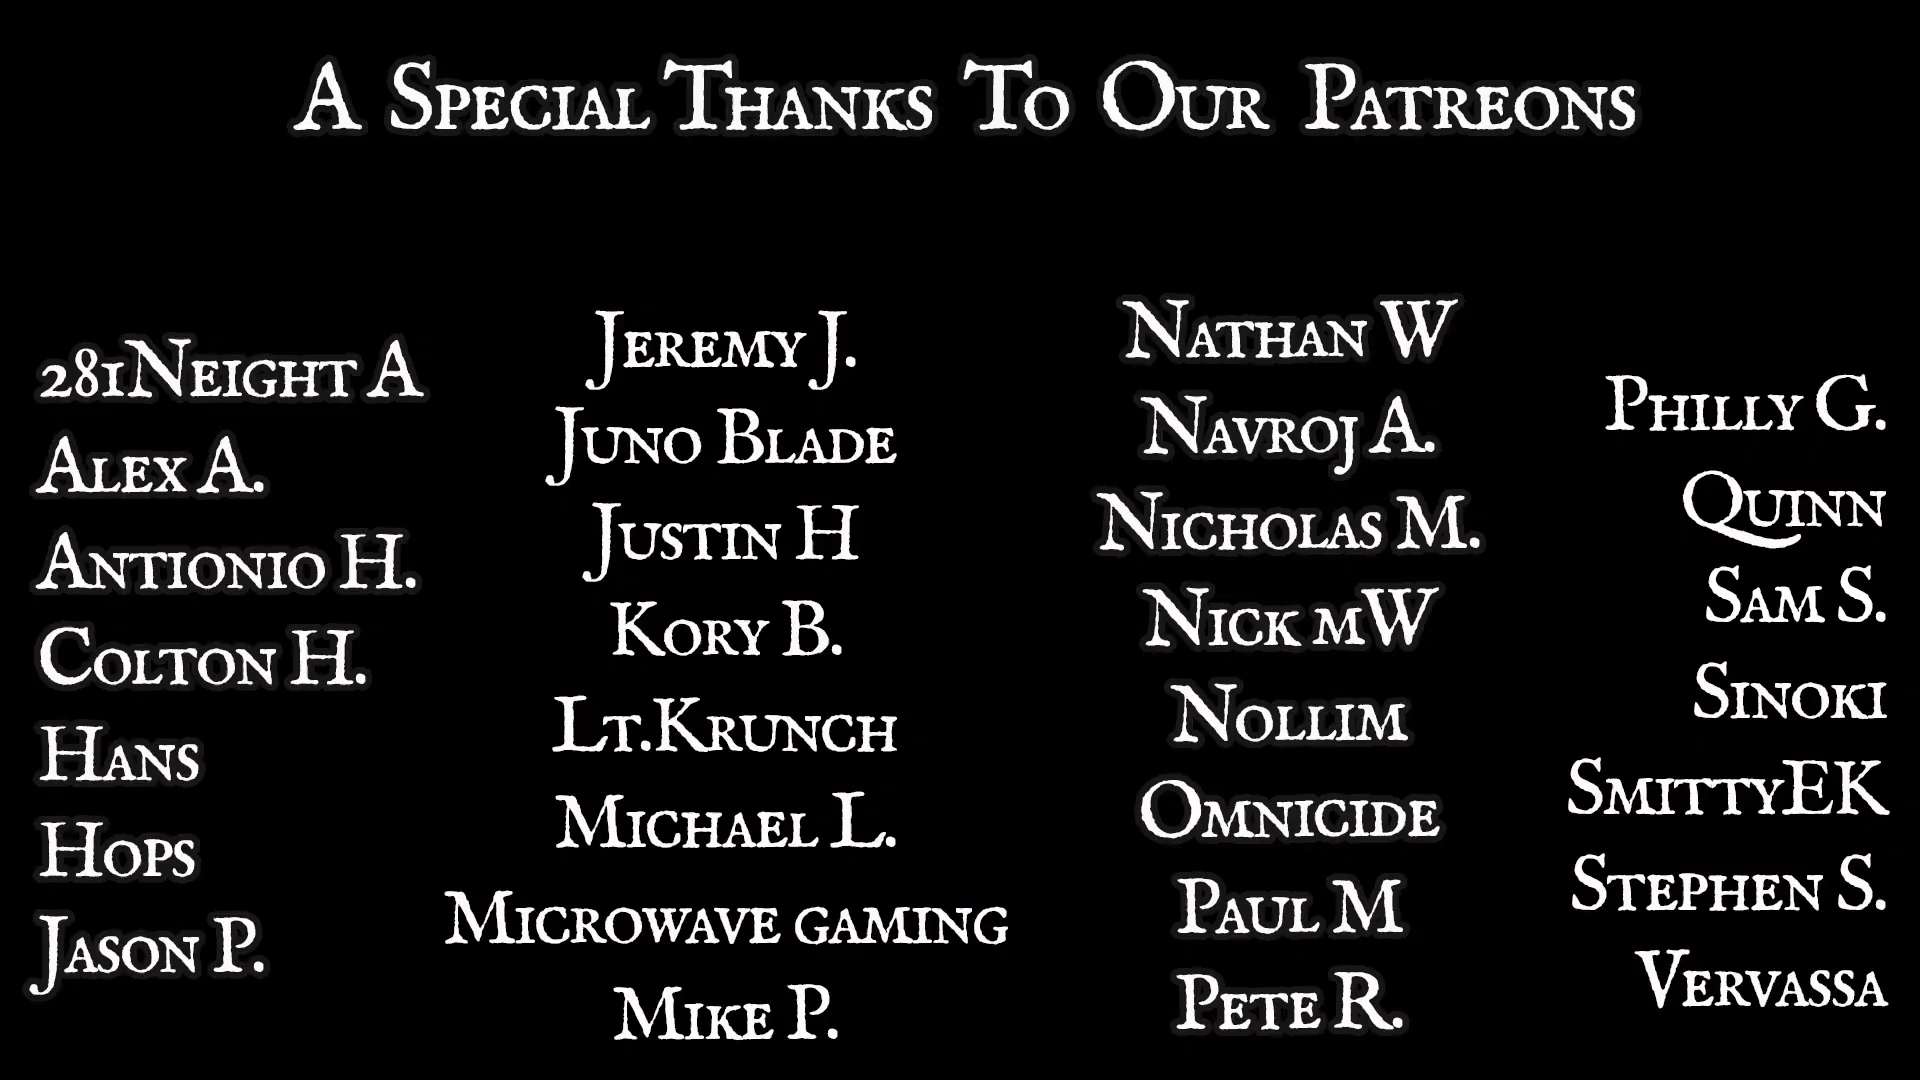 A Special Thanks To Our Patreons
281Neight A
Alex A.
Antionio H.
Colton H.
Hans
Hops
Jason P.
Jeremy J.
Juno Blade
Justin H
Kory B.
Lt.Krunch
Michael L.
Microwave gaming
Mike P.
Nathan W
Navroj A.
Nicholas M.
Nick mW
Nollim
Omnicide
Paul M
Pete R.
Philly G.
Quinn
Sam S.
Sinoki
SmittyEK
Stephen S.
Vervassa